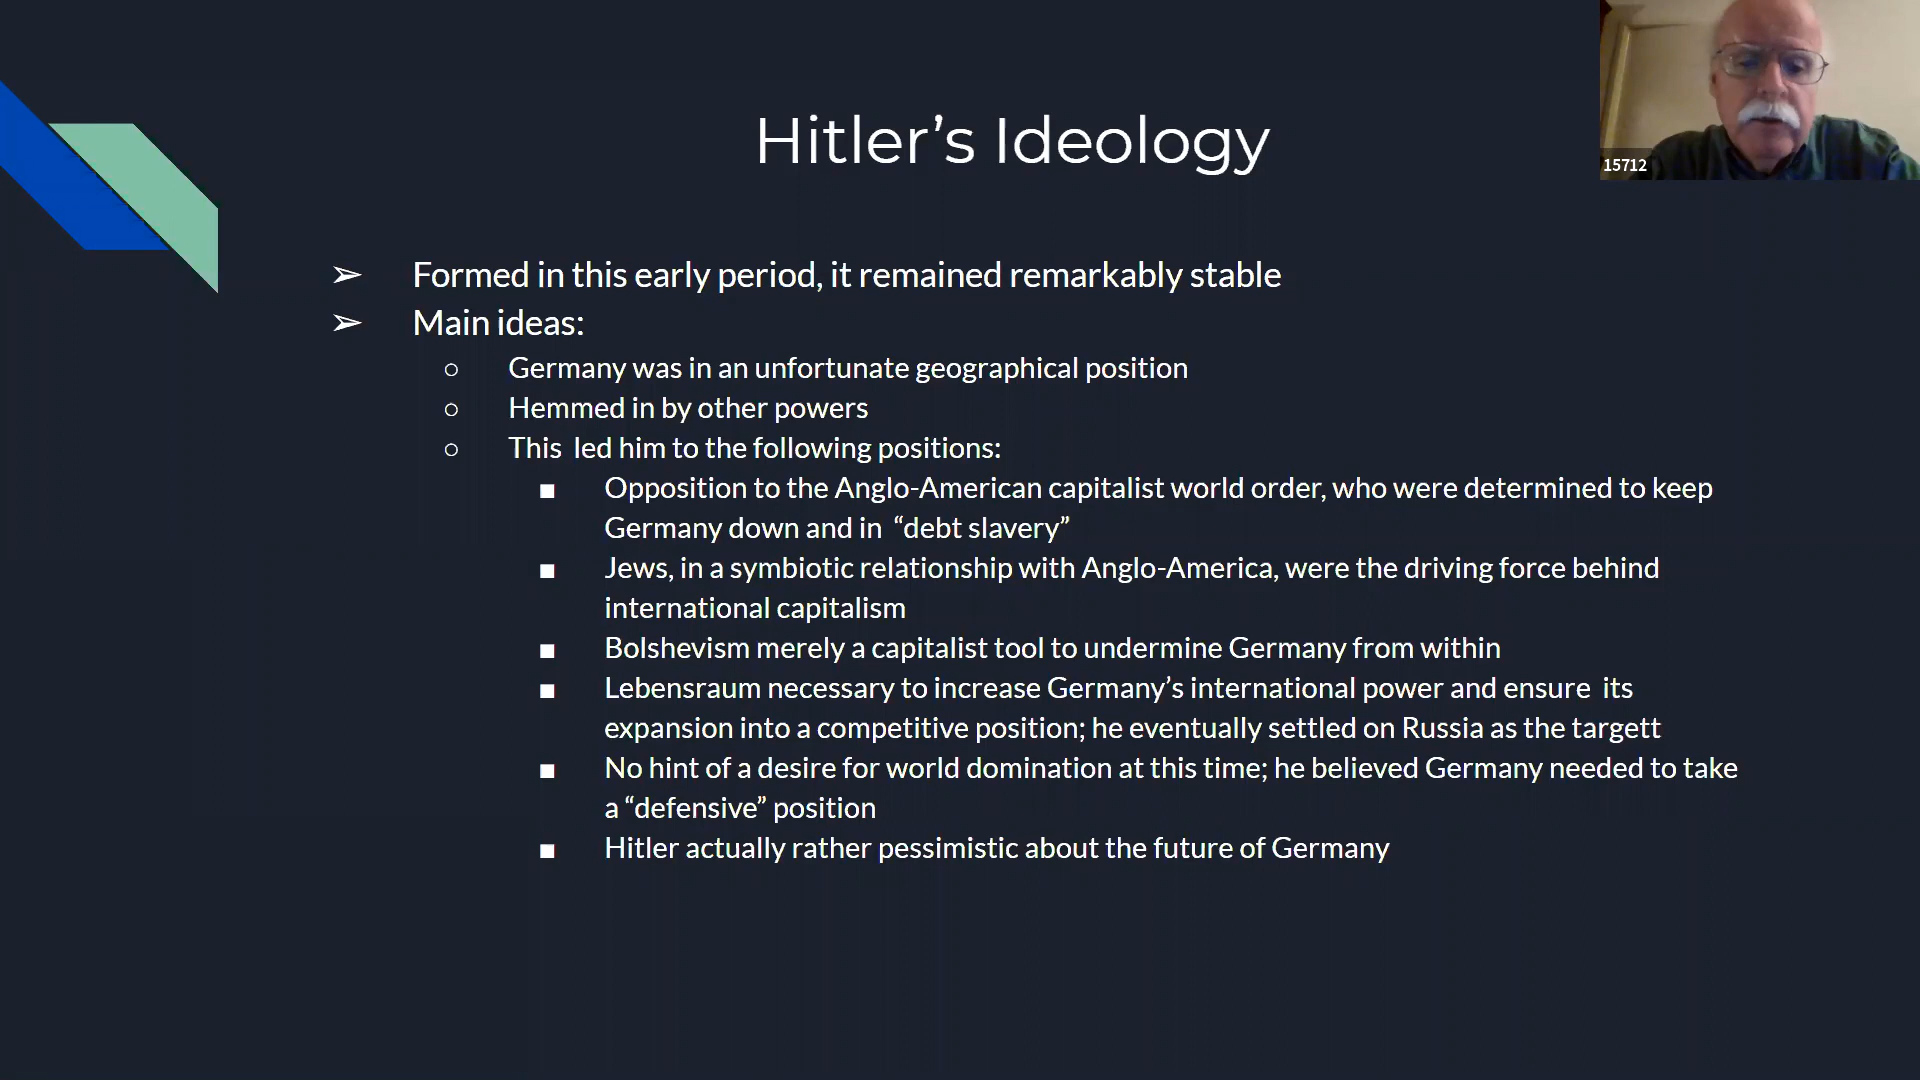 Hitler’s Ideology
15712
➢ Formed in this early period, it remained remarkably stable
➢ Main ideas:
○ Germany was in an unfortunate geographical position
○ Hemmed in by other powers
○ This  led him to the following positions:
■ Opposition to the Anglo-American capitalist world order, who were determined to keep
Germany down and in  “debt slavery”
■ Jews, in a symbiotic relationship with Anglo-America, were the driving force behind
international capitalism
■ Bolshevism merely a capitalist tool to undermine Germany from within
■ Lebensraum necessary to increase Germany’s international power and ensure  its
expansion into a competitive position; he eventually settled on Russia as the targett
■ No hint of a desire for world domination at this time; he believed Germany needed to take
a “defensive” position
■ Hitler actually rather pessimistic about the future of Germany